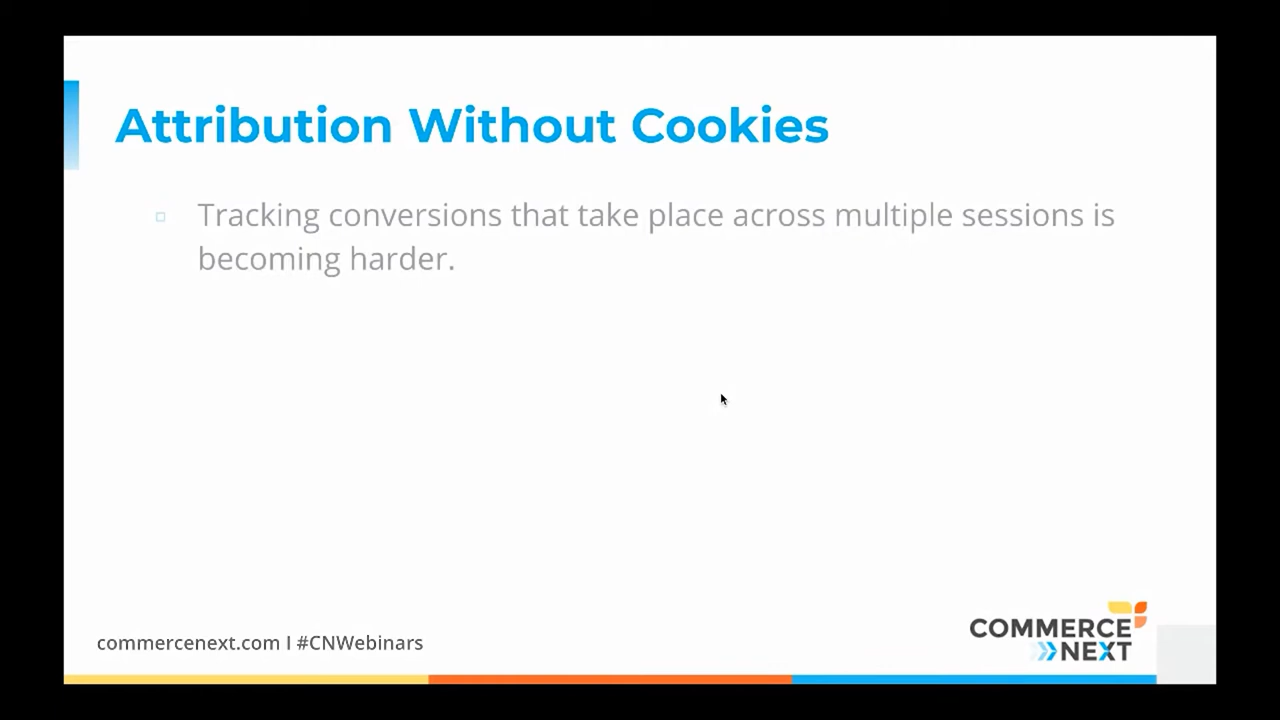 Attribution Without Cookies
Tracking conversions that take place across multiple sessions is
becoming harder.
commercenext.com I #CNWebinars
COMMERCE
NEXT